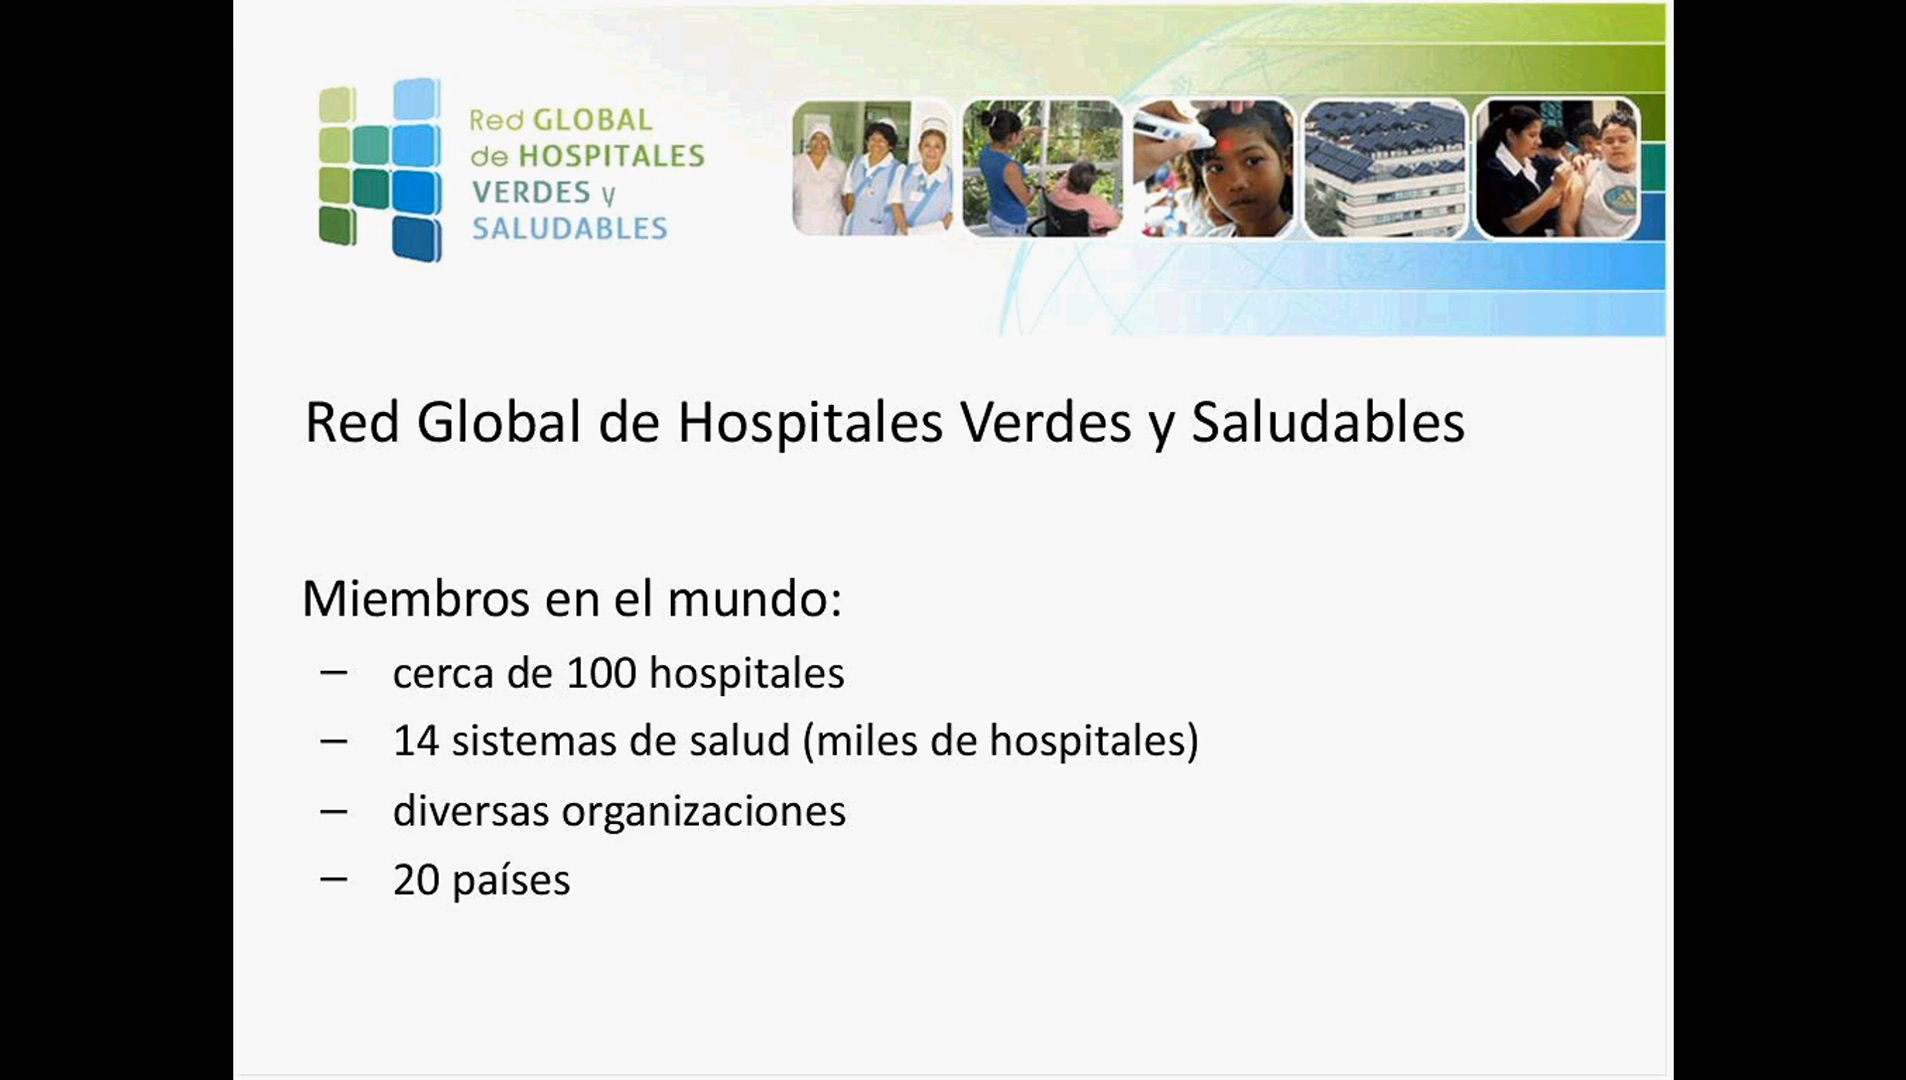 Red GLOBAL
de HOSPITALES
VERDES y
SALUDABLES
Red Global de Hospitales Verdes y Saludables
Miembros en el mundo:
– cerca de 100 hospitales
– 14 sistemas de salud (miles de hospitales)
– diversas organizaciones
– 20 países